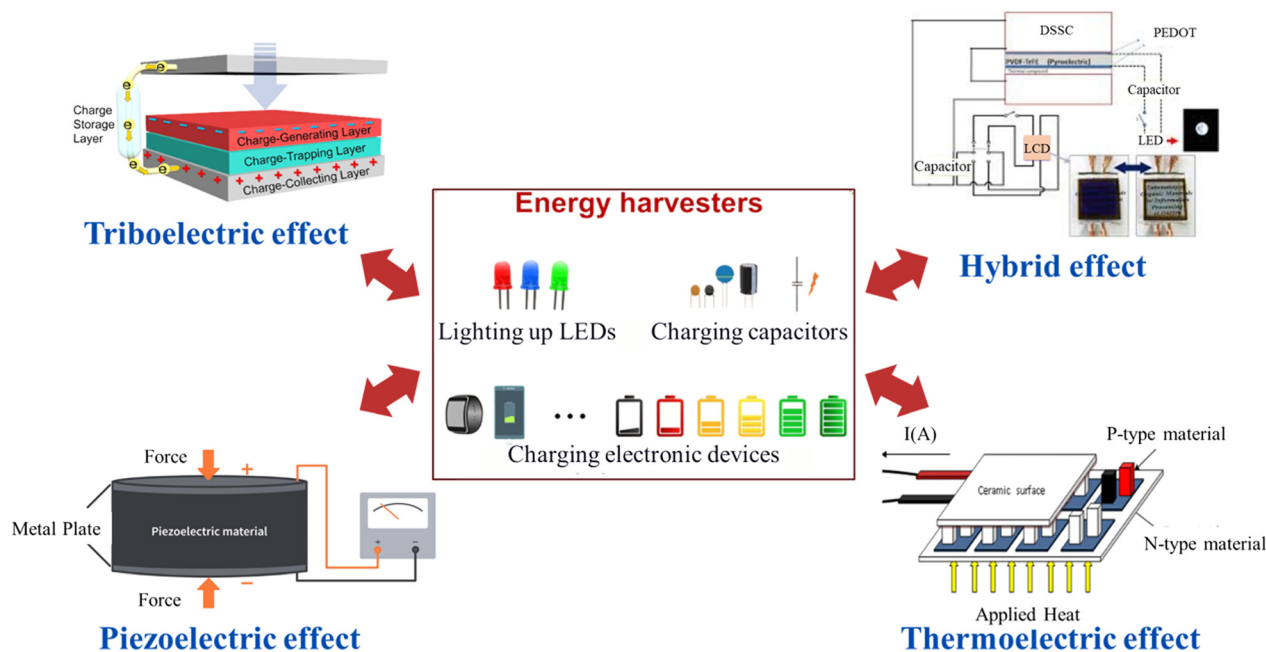 e
e
e
e
Charge
Storage
Layer
Charge-Generating Layer
Charge-Trapping Layer
Charge-Collecting Layer
Triboelectric effect
DSSC
PEDOT
PVDF-TrFE (Pyroelectric)
Thermal compound
Capacitor
LED
LCD
Capacitor
Hybrid effect
Energy harvesters
Lighting up LEDs
Charging capacitors
Charging electronic devices
Force
+
Metal Plate
Piezoelectric material
+
−
−
Force
Piezoelectric effect
I(A)
P-type material
Ceramic surface
N-type material
Applied Heat
Thermoelectric effect